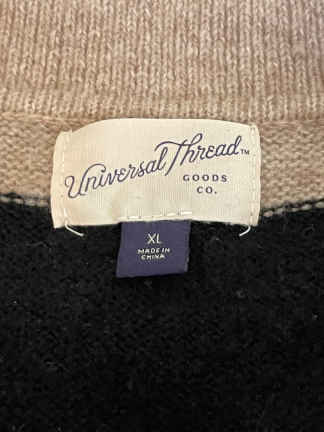 Universal Thread™
GOODS
CO.
XL
MADE IN
CHINA